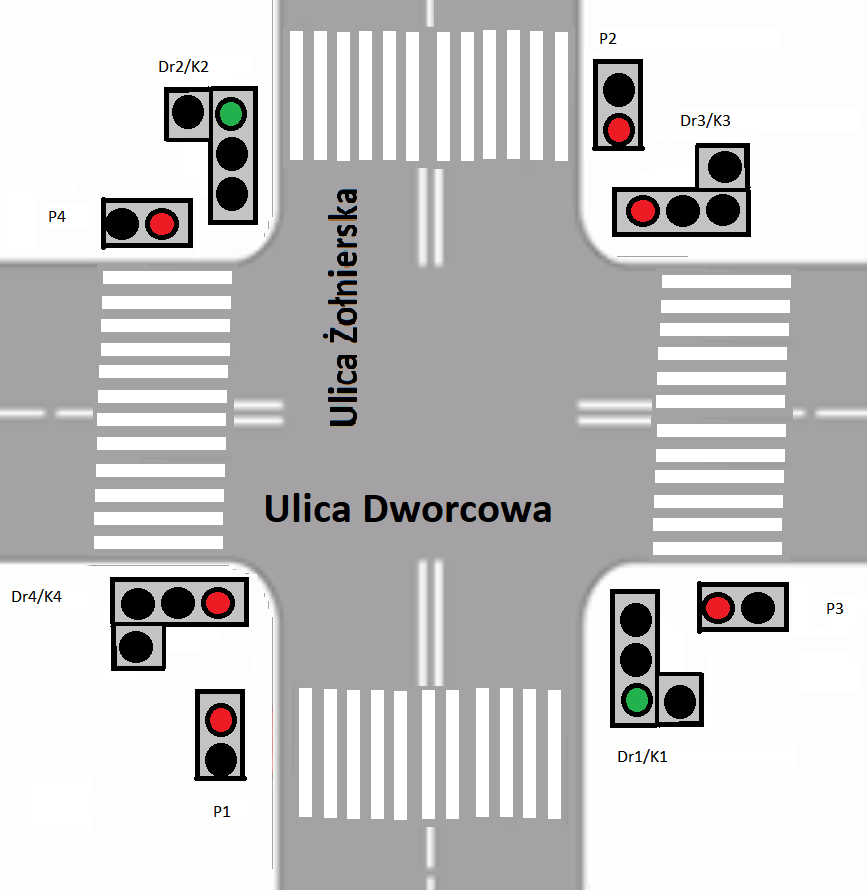 P2
Dr2/K2
Dr3/K3
P4
Ulica Żołnierska
Ulica Dworcowa
Dr4/K4
P3
Dr1/K1
P1